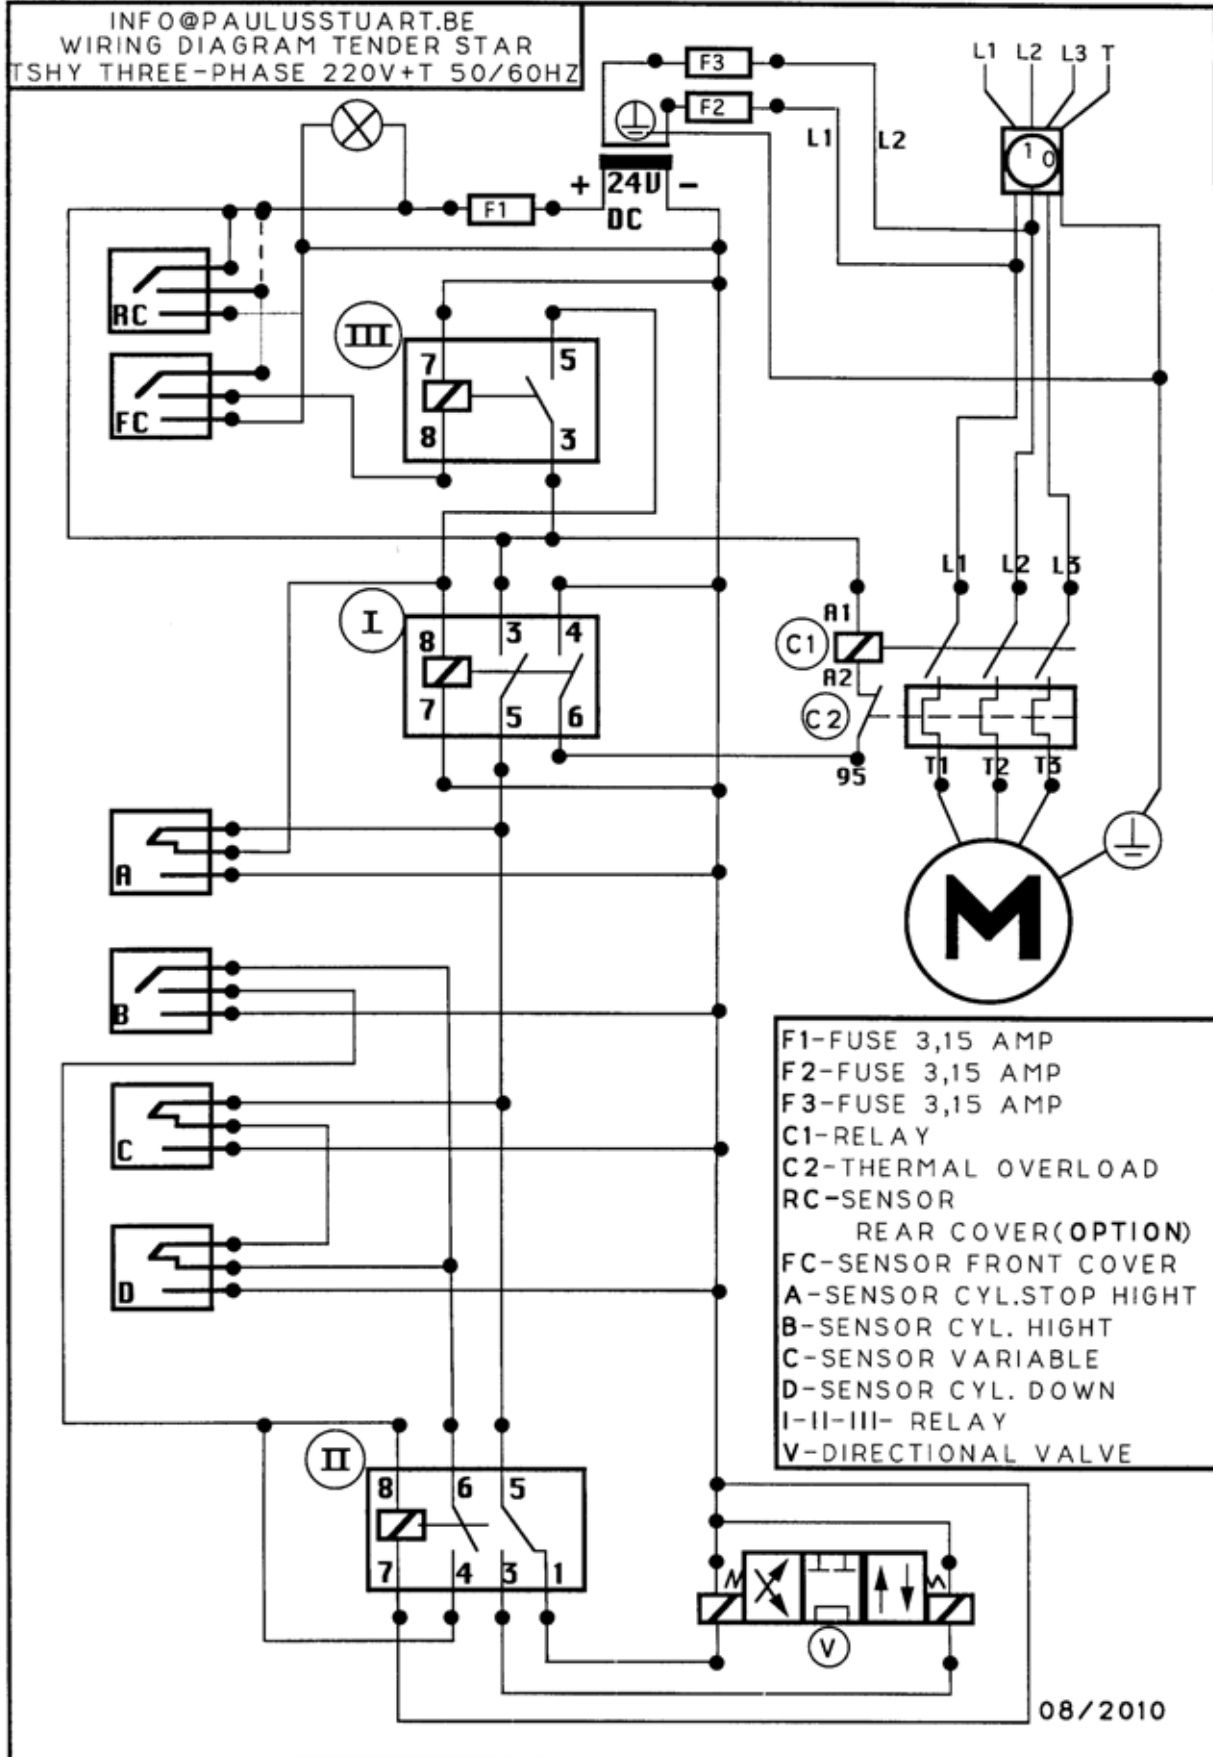 INFO@PAULUSSTUART.BE
WIRING DIAGRAM TENDER STAR
TSHY THREE-PHASE 220V+T 50/60HZ
F3
F2
L1 L2 L3 T
L1 L2
1 0
+ 24V -
DC
F1
RC
III
7 5
FC
8 3
L1 L2 L3
I
8 3 4
A1
C1
A2
7 5 6
C2
95
T1 T2 T3
A
M
B
F1-FUSE 3,15 AMP
F2-FUSE 3,15 AMP
F3-FUSE 3,15 AMP
C1-RELAY
C2-THERMAL OVERLOAD
RC-SENSOR
REAR COVER(OPTION)
FC-SENSOR FRONT COVER
A-SENSOR CYL.STOP HIGHT
B-SENSOR CYL. HIGHT
C-SENSOR VARIABLE
D-SENSOR CYL. DOWN
I-II-III- RELAY
V-DIRECTIONAL VALVE
C
D
II
8 6 5
7 4 3 1
V
08/2010